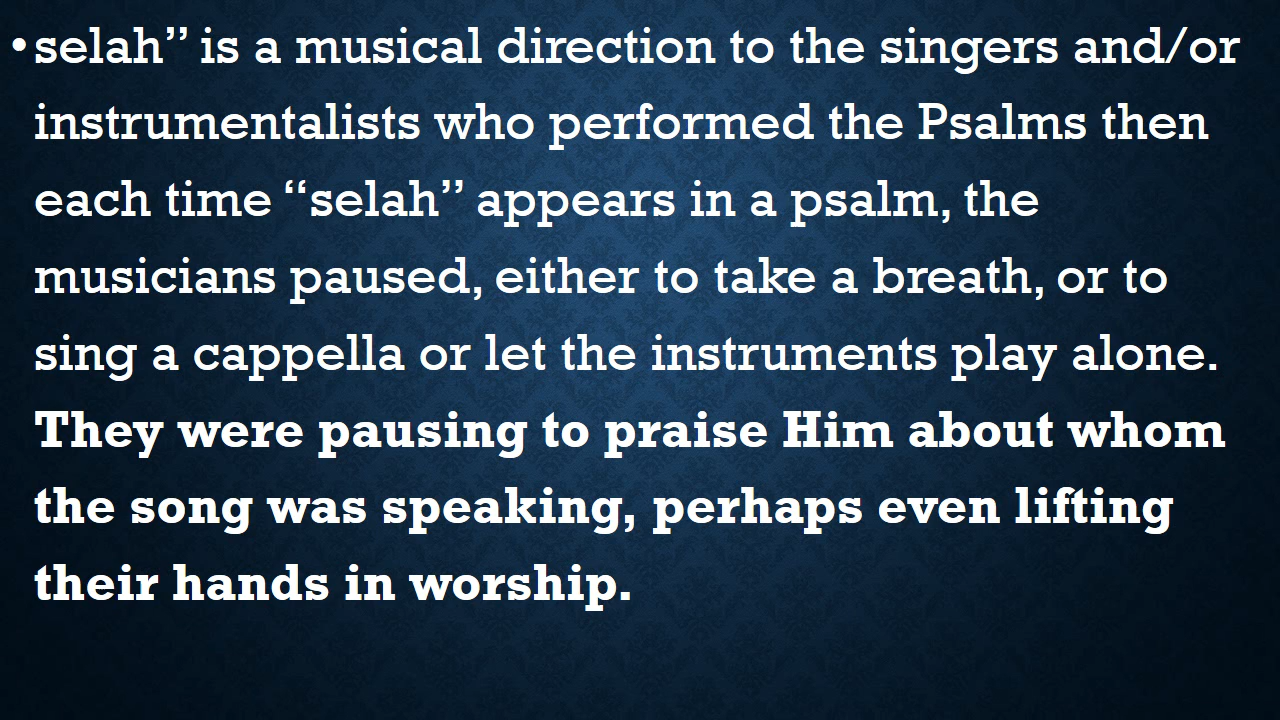 •selah” is a musical direction to the singers and/or
instrumentalists who performed the Psalms then
each time “selah” appears in a psalm, the
musicians paused, either to take a breath, or to
sing a cappella or let the instruments play alone.
They were pausing to praise Him about whom
the song was speaking, perhaps even lifting
their hands in worship.